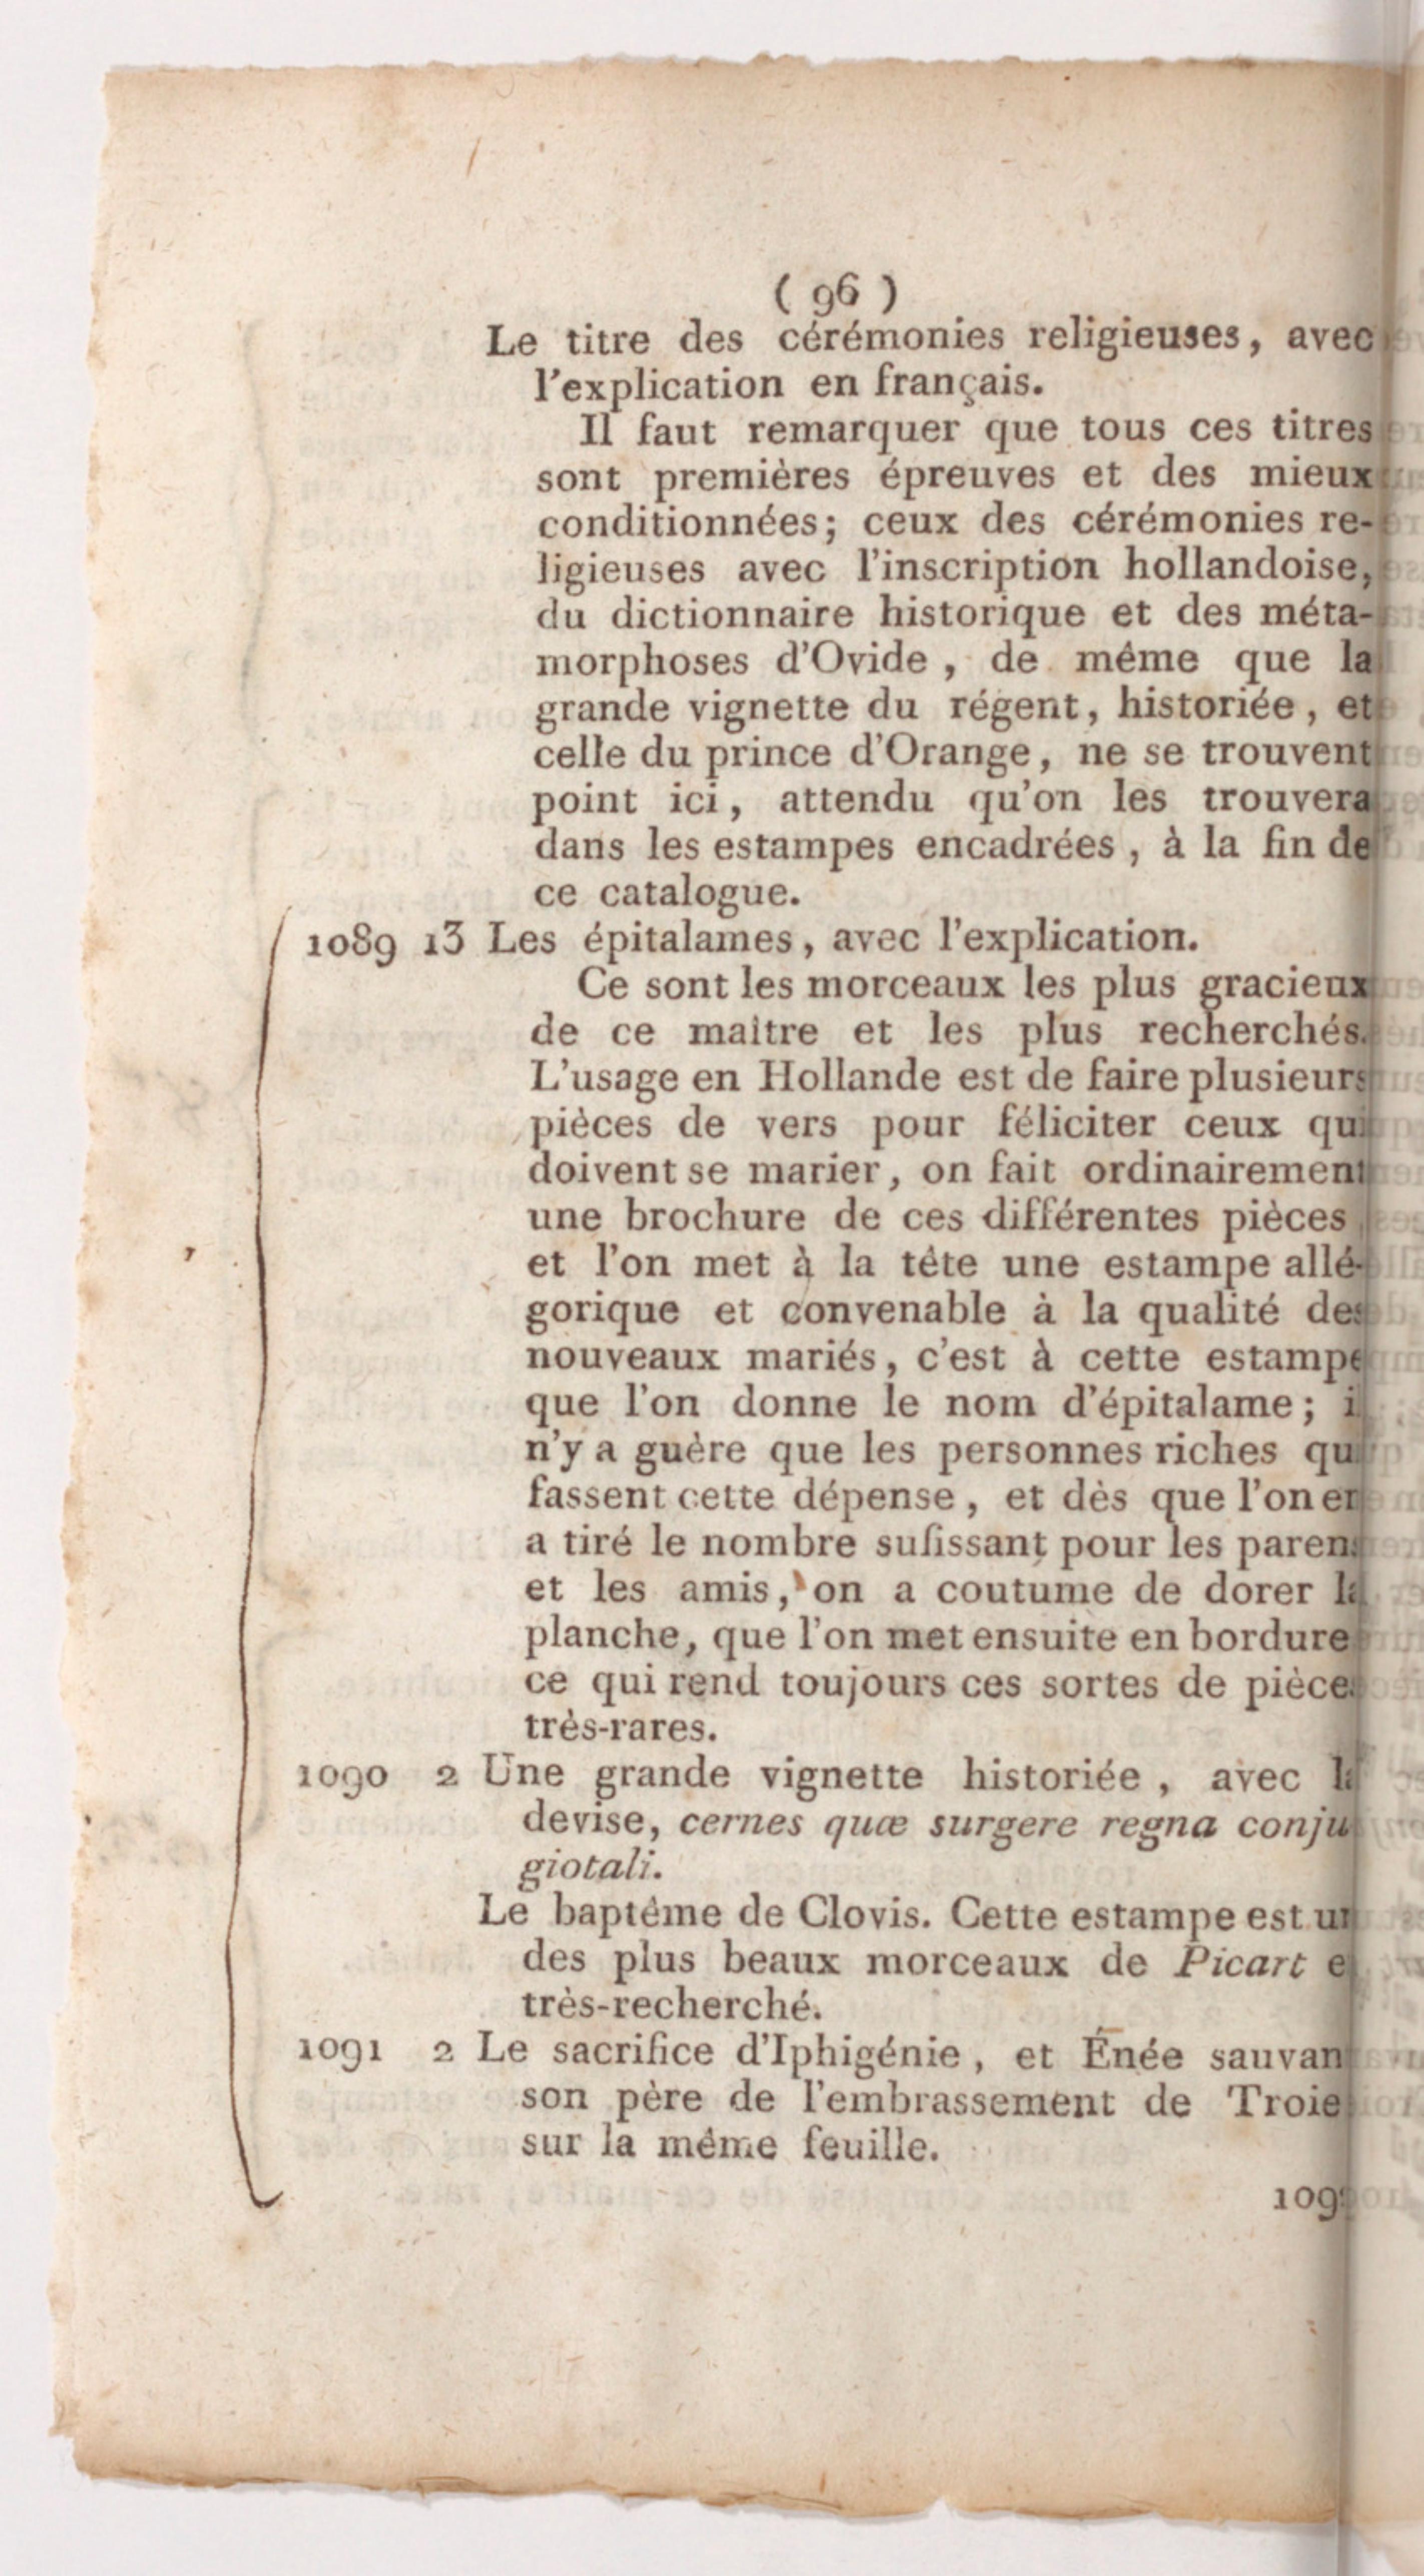 ( 96 )
Le titre des cérémonies religieuses, avec
l'explication en français.
Il faut remarquer que tous ces titres
sont premières épreuves et des mieux
conditionnées; ceux des cérémonies re-
ligieuses avec l'inscription hollandoise,
du dictionnaire historique et des méta-
morphoses d'Ovide, de même que la
grande vignette du régent, historiée, et
celle du prince d'Orange, ne se trouvent
point ici, attendu qu'on les trouvera
dans les estampes encadrées, à la fin de
ce catalogue.
1089 13 Les épitalames, avec l'explication.
Ce sont les morceaux les plus gracieux
de ce maître et les plus recherchés.
L'usage en Hollande est de faire plusieurs
pièces de vers pour féliciter ceux qui
doivent se marier, on fait ordinairement
une brochure de ces différentes pièces
et l'on met à la tête une estampe allé-
gorique et convenable à la qualité des
nouveaux mariés, c'est à cette estampe
que l'on donne le nom d'épitalame; i
n'y a guère que les personnes riches qui
fassent cette dépense, et dès que l'on en
a tiré le nombre sufissant pour les parens
et les amis, on a coutume de dorer la
planche, que l'on met ensuite en bordure
ce qui rend toujours ces sortes de pièces
très-rares.
1090 2 Une grande vignette historiée, avec la
devise, cernes quæ surgere regna conju
giotali.
Le baptême de Clovis. Cette estampe est un
des plus beaux morceaux de Picart e
très-recherché.
1091 2 Le sacrifice d'Iphigénie, et Énée sauvan
son père de l'embrassement de Troie
sur la même feuille.
109